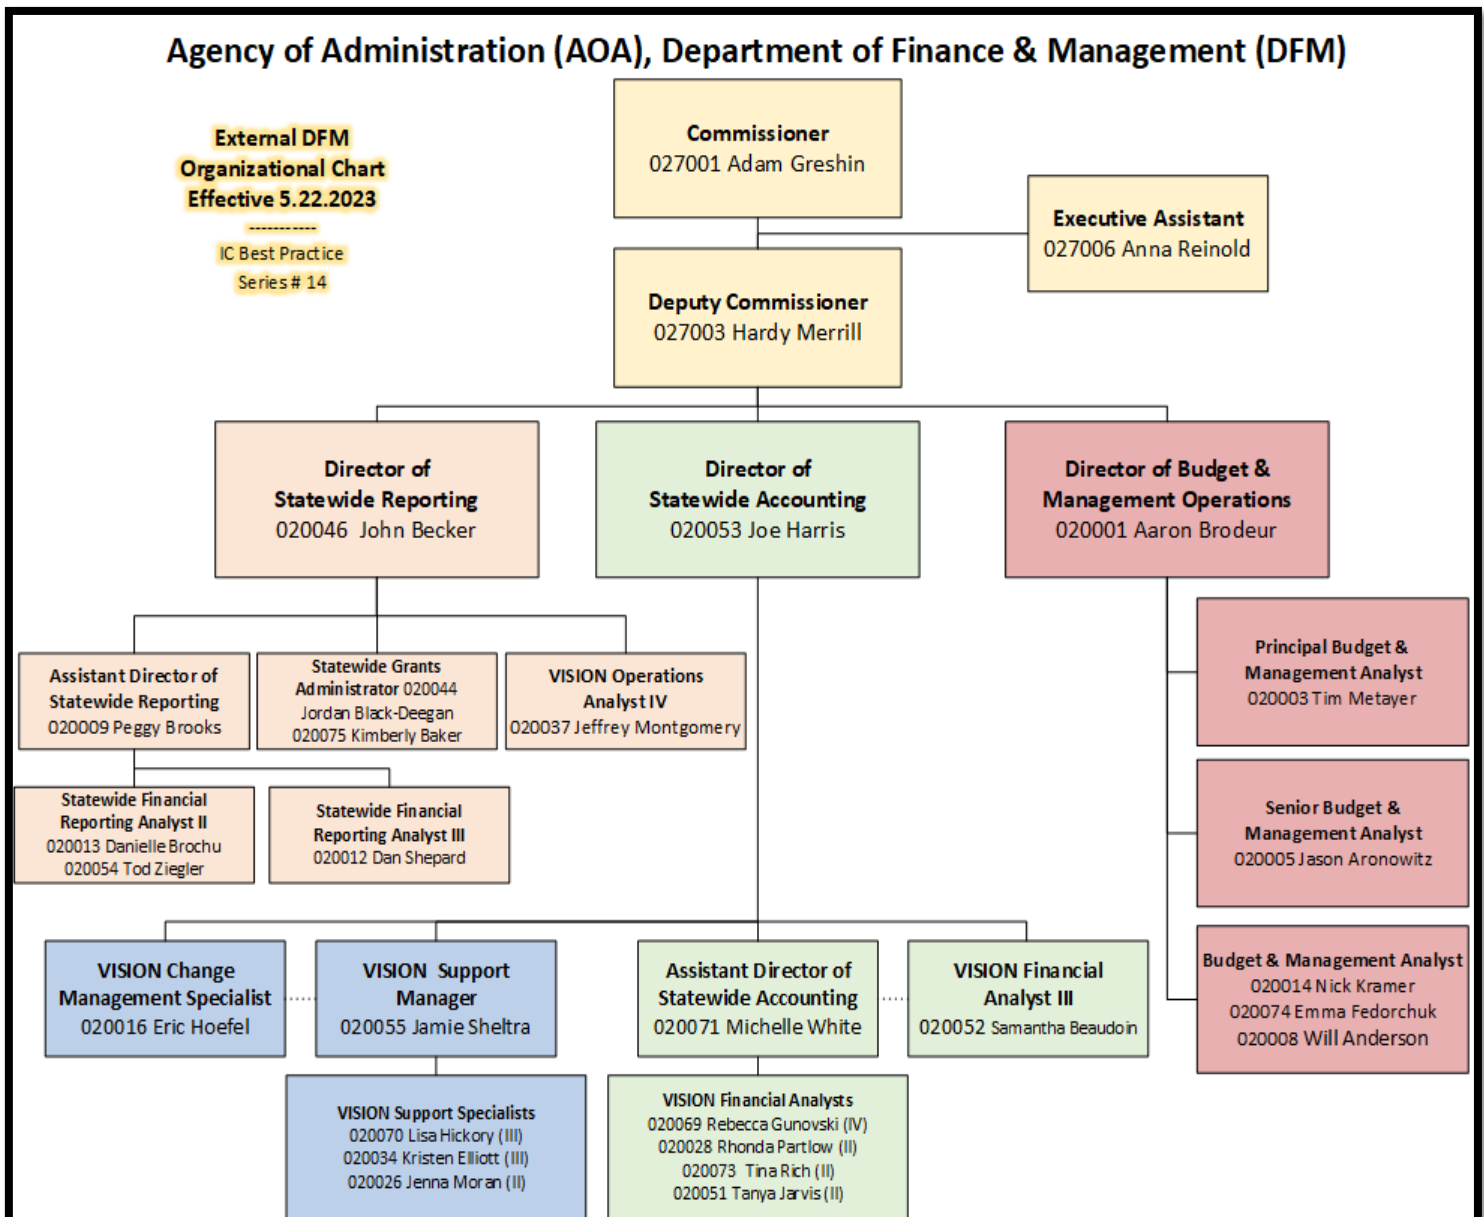 Agency of Administration (AOA), Department of Finance & Management (DFM)
External DFM
Organizational Chart
Effective 5.22.2023
-----------
IC Best Practice
Series # 14
Commissioner
027001 Adam Greshin
Executive Assistant
027006 Anna Reinold
Deputy Commissioner
027003 Hardy Merrill
Director of
Statewide Reporting
020046 John Becker
Director of
Statewide Accounting
020053 Joe Harris
Director of Budget &
Management Operations
020001 Aaron Brodeur
Assistant Director of
Statewide Reporting
020009 Peggy Brooks
Statewide Grants
Administrator 020044
Jordan Black-Deegan
020075 Kimberly Baker
VISION Operations
Analyst IV
020037 Jeffrey Montgomery
Statewide Financial
Reporting Analyst II
020013 Danielle Brochu
020054 Tod Ziegler
Statewide Financial
Reporting Analyst III
020012 Dan Shepard
Principal Budget &
Management Analyst
020003 Tim Metayer
Senior Budget &
Management Analyst
020005 Jason Aronowitz
Budget & Management Analyst
020014 Nick Kramer
020074 Emma Fedorchuk
020008 Will Anderson
VISION Change
Management Specialist
020016 Eric Hoefel
VISION Support
Manager
020055 Jamie Sheltra
Assistant Director of
Statewide Accounting
020071 Michelle White
VISION Financial
Analyst III
020052 Samantha Beaudoin
VISION Support Specialists
020070 Lisa Hickory (III)
020034 Kristen Elliott (III)
020026 Jenna Moran (II)
VISION Financial Analysts
020069 Rebecca Gunovski (IV)
020028 Rhonda Partlow (II)
020073 Tina Rich (II)
020051 Tanya Jarvis (II)